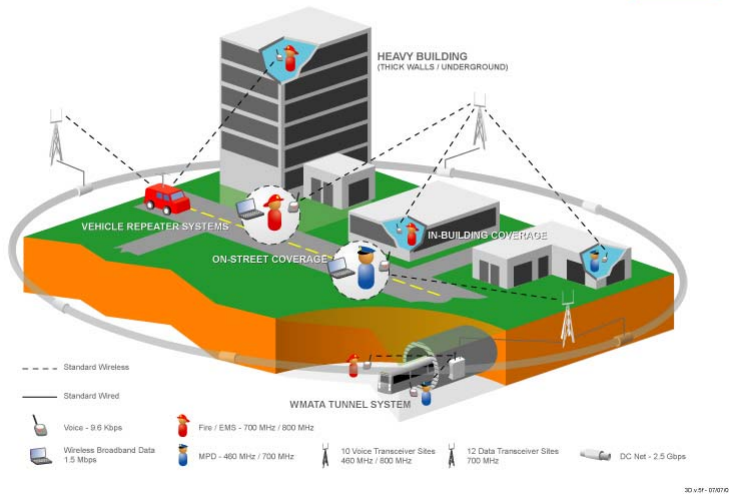 HEAVY BUILDING
(THICK WALLS / UNDERGROUND)
VEHICLE REPEATER SYSTEMS
IN-BUILDING COVERAGE
ON-STREET COVERAGE
Standard Wireless
Standard Wired
WMATA TUNNEL SYSTEM
Voice - 9.6 Kbps
Fire / EMS - 700 MHz / 800 MHz
Wireless Broadband Data
1.5 Mbps
MPD - 460 MHz / 700 MHz
10 Voice Transceiver Sites
460 MHz / 800 MHz
12 Data Transceiver Sites
700 MHz
DC Net - 2.5 Gbps